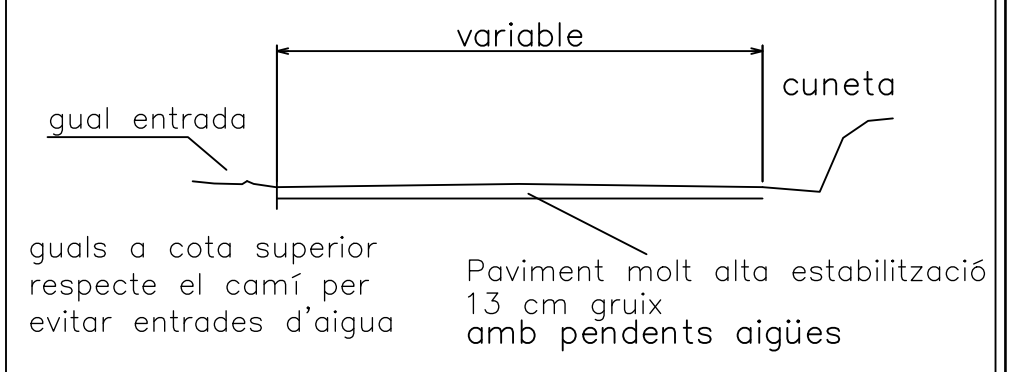 variable
cuneta
gual entrada
guals a cota superior
respecte el camí per
evitar entrades d'aigua
Paviment molt alta estabilització
13 cm gruix
amb pendents aigües